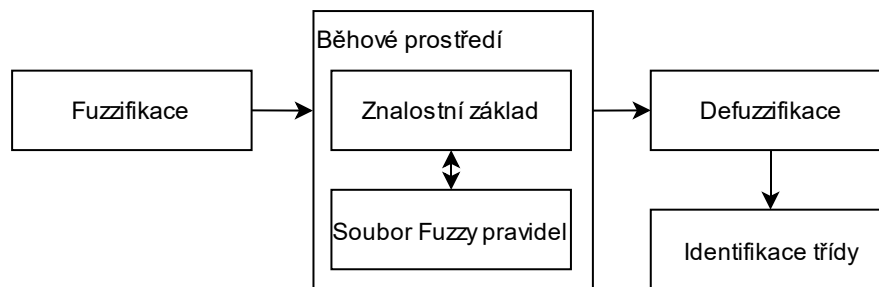 Běhové prostředí
Fuzzifikace
Znalostní základ
Defuzzifikace
Soubor Fuzzy pravidel
Identifikace třídy